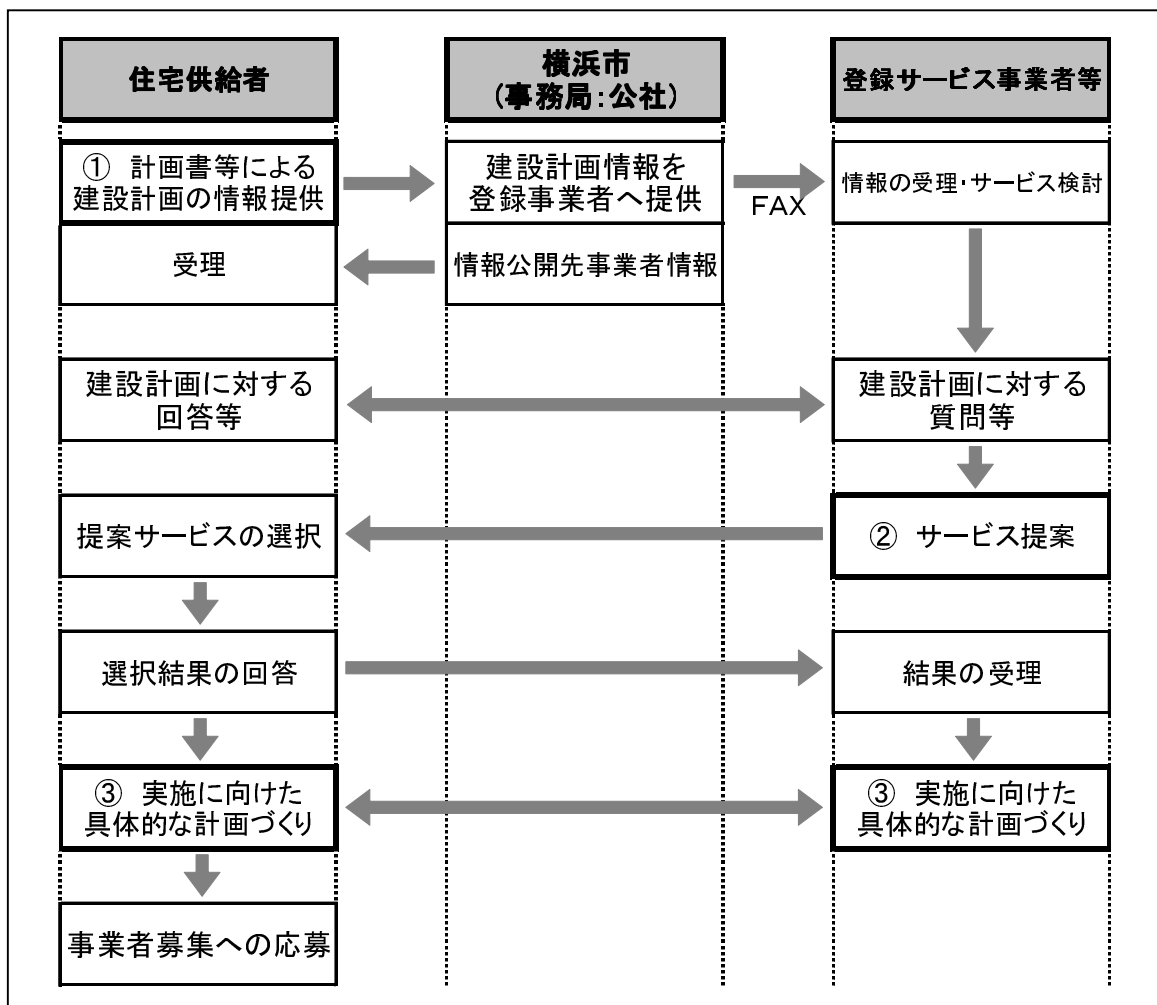 住宅供給者
横浜市
(事務局:公社)
登録サービス事業者等
① 計画書等による
建設計画の情報提供
建設計画情報を
登録事業者へ提供
FAX
情報の受理・サービス検討
受理
情報公開先事業者情報
建設計画に対する
回答等
建設計画に対する
質問等
提案サービスの選択
② サービス提案
選択結果の回答
結果の受理
③ 実施に向けた
具体的な計画づくり
③ 実施に向けた
具体的な計画づくり
事業者募集への応募